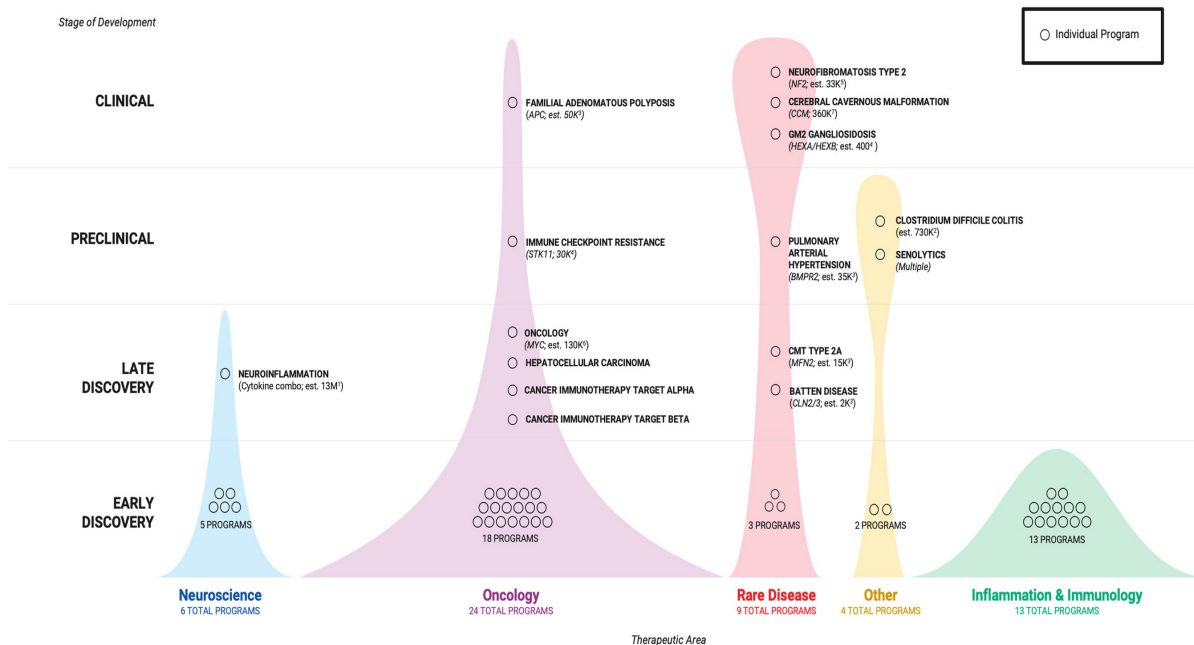 Stage of Development
Individual Program
CLINICAL
FAMILIAL ADENOMATOUS POLYPOSIS
(APC; est. 50K³)
NEUROFIBROMATOSIS TYPE 2
(NF2; est. 33K⁵)
CEREBRAL CAVERNOUS MALFORMATION
(CCM; 360K⁷)
GM2 GANGLIOSIDOSIS
(HEXA/HEXB; est. 400⁴ )
PRECLINICAL
IMMUNE CHECKPOINT RESISTANCE
(STK11; 30K⁴)
PULMONARY
ARTERIAL
HYPERTENSION
(BMPR2; est. 35K³)
CLOSTRIDIUM DIFFICILE COLITIS
(est. 730K²)
SENOLYTICS
(Multiple)
LATE
DISCOVERY
NEUROINFLAMMATION
(Cytokine combo; est. 13M¹)
ONCOLOGY
(MYC; est. 130K⁶)
HEPATOCELLULAR CARCINOMA
CANCER IMMUNOTHERAPY TARGET ALPHA
CANCER IMMUNOTHERAPY TARGET BETA
CMT TYPE 2A
(MFN2; est. 15K³)
BATTEN DISEASE
(CLN2/3; est. 2K³)
EARLY
DISCOVERY
5 PROGRAMS
18 PROGRAMS
3 PROGRAMS
2 PROGRAMS
13 PROGRAMS
Neuroscience
6 TOTAL PROGRAMS
Oncology
24 TOTAL PROGRAMS
Rare Disease
9 TOTAL PROGRAMS
Other
4 TOTAL PROGRAMS
Inflammation & Immunology
13 TOTAL PROGRAMS
Therapeutic Area